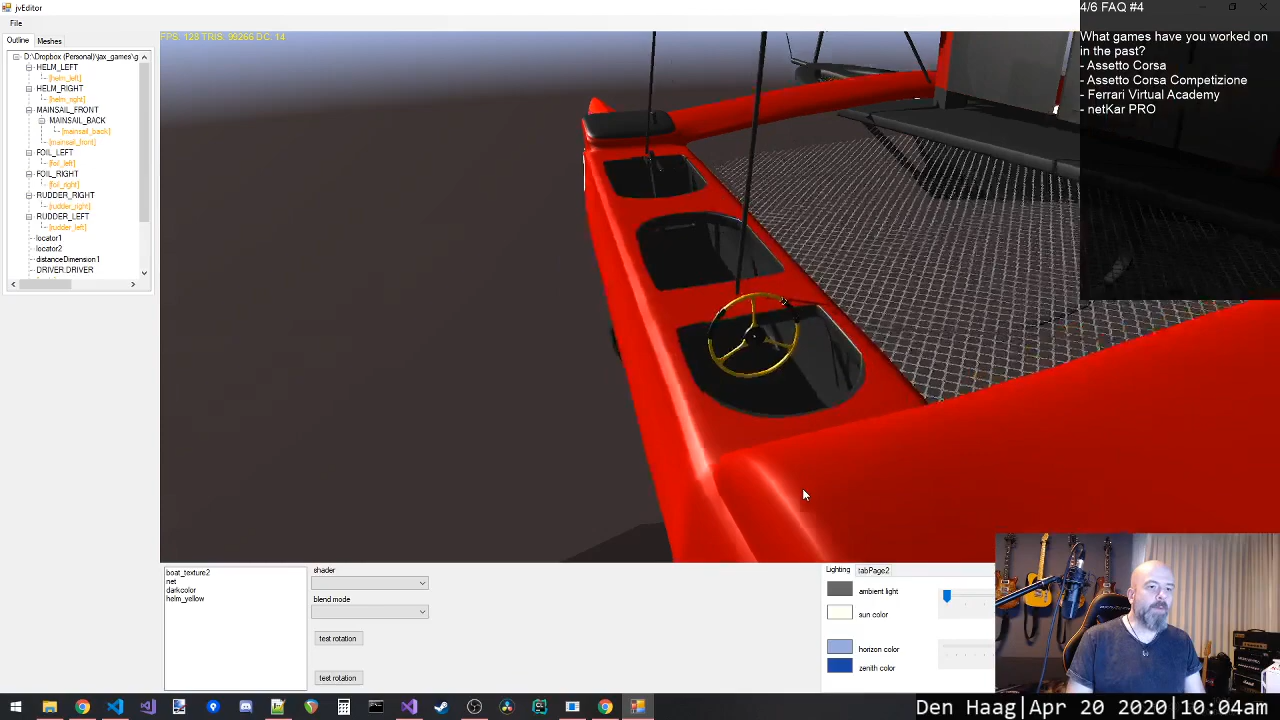 jvEditor
File
Outline Meshes
D:\Dropbox (Personal)\jax_games\g
HELM_LEFT
[helm_left]
HELM_RIGHT
[helm_right]
MAINSAIL_FRONT
MAINSAIL_BACK
[mainsail_back]
[mainsail_front]
FOIL_LEFT
[foil_left]
FOIL_RIGHT
[foil_right]
RUDDER_RIGHT
[rudder_right]
RUDDER_LEFT
[rudder_left]
locator1
locator2
distanceDimension1
DRIVER.DRIVER
FPS: 128 TRIS: 99266 DC: 14
4/6 FAQ #4
What games have you worked on
in the past?
- Assetto Corsa
- Assetto Corsa Competizione
- Ferrari Virtual Academy
- netKar PRO
boat_texture2
net
darkcolor
helm_yellow
shader
blend mode
test rotation
test rotation
Lighting tabPage2
ambient light
sun color
horizon color
zenith color
Den Haag|Apr 20 2020|10:04am